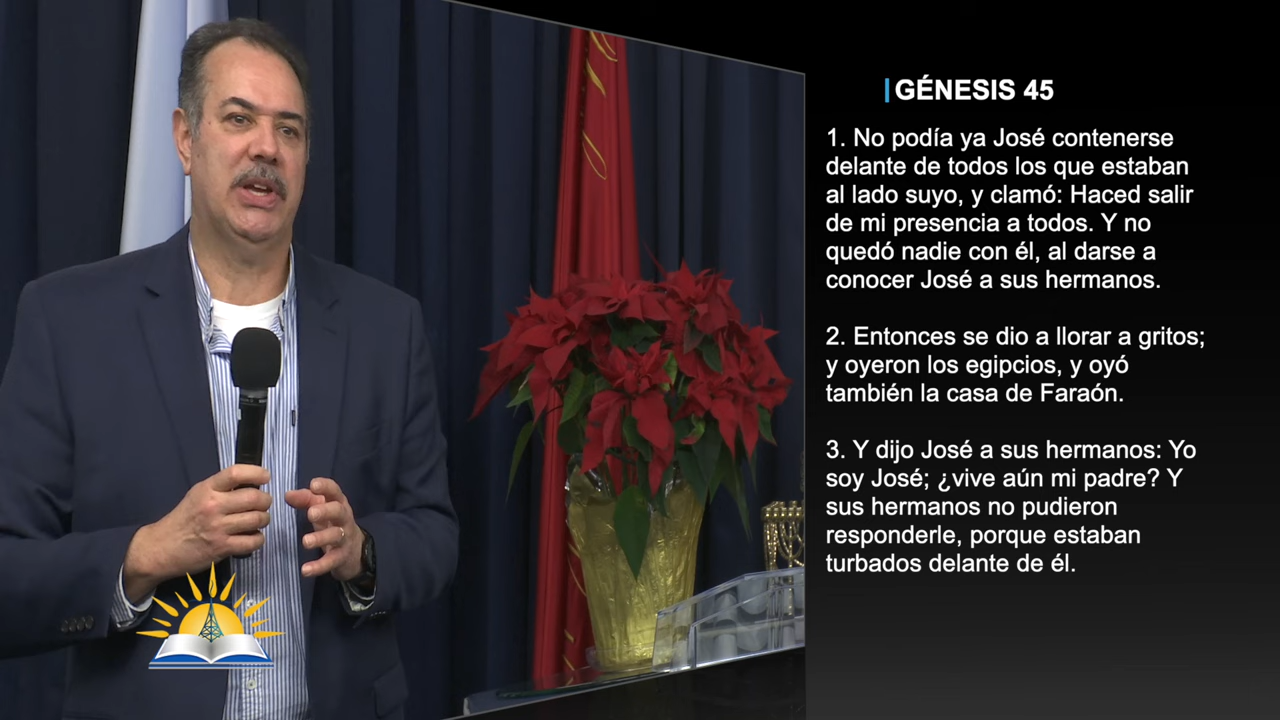 GÉNESIS 45
1. No podía ya José contenerse
delante de todos los que estaban
al lado suyo, y clamó: Haced salir
de mi presencia a todos. Y no
quedó nadie con él, al darse a
conocer José a sus hermanos.
2. Entonces se dio a llorar a gritos;
y oyeron los egipcios, y oyó
también la casa de Faraón.
3. Y dijo José a sus hermanos: Yo
soy José; ¿vive aún mi padre? Y
sus hermanos no pudieron
responderle, porque estaban
turbados delante de él.